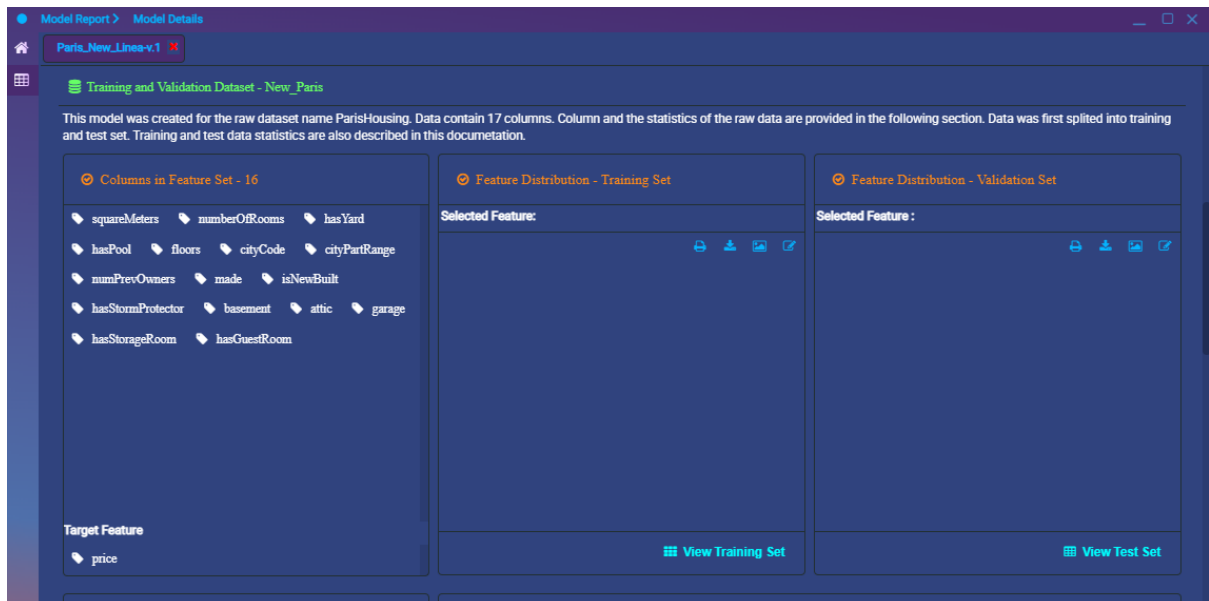 Model Report > Model Details
Paris_New_Linea-v.1
Training and Validation Dataset - New_Paris
This model was created for the raw dataset name ParisHousing. Data contain 17 columns. Column and the statistics of the raw data are provided in the following section. Data was first splited into training
and test set. Training and test data statistics are also described in this documetation.
Columns in Feature Set - 16
squareMeters numberOfRooms hasYard
hasPool floors cityCode cityPartRange
numPrevOwners made isNewBuilt
hasStormProtector basement attic garage
hasStorageRoom hasGuestRoom
Target Feature
price
Feature Distribution - Training Set
Selected Feature:
View Training Set
Feature Distribution - Validation Set
Selected Feature :
View Test Set